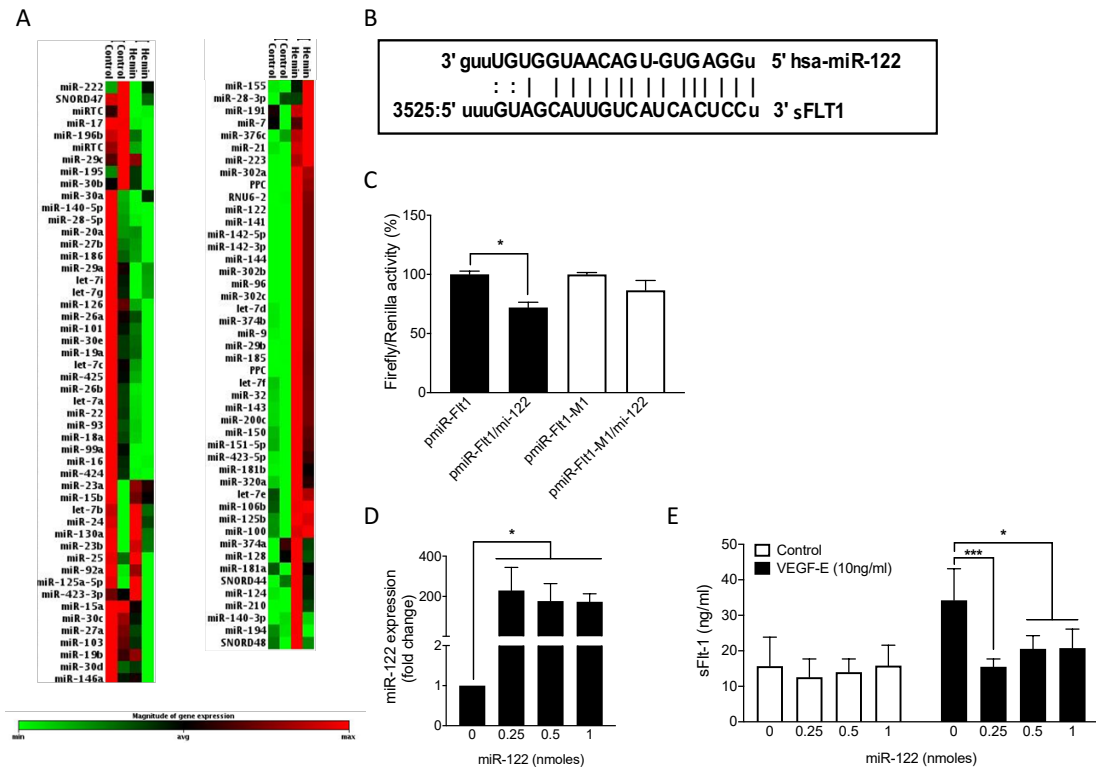 A
Control
Control
Hemin
Hemin
miR-222
SNORD47
miRTC
miR-17
miR-196b
miRTC
miR-29c
miR-195
miR-30b
miR-30a
miR-140-5p
miR-28-5p
miR-20a
miR-27b
miR-186
miR-29a
let-7i
let-7g
miR-126
miR-26a
miR-101
miR-30e
miR-19a
let-7c
miR-425
miR-26b
let-7a
miR-22
miR-93
miR-18a
miR-99a
miR-16
miR-424
miR-23a
miR-15b
let-7b
miR-24
miR-130a
miR-23b
miR-25
miR-92a
miR-125a-5p
miR-423-3p
miR-15a
miR-30c
miR-27a
miR-103
miR-19b
miR-30d
miR-146a
Control
Control
Hemin
Hemin
miR-155
miR-28-3p
miR-191
miR-7
miR-376c
miR-21
miR-223
miR-302a
PPC
RNU6-2
miR-122
miR-141
miR-142-5p
miR-142-3p
miR-144
miR-302b
miR-96
miR-302c
let-7d
miR-374b
miR-9
miR-29b
miR-185
PPC
let-7f
miR-32
miR-143
miR-200c
miR-150
miR-151-5p
miR-423-5p
miR-181b
miR-320a
let-7e
miR-106b
miR-125b
miR-100
miR-374a
miR-128
miR-181a
SNORD44
miR-124
miR-210
miR-140-3p
miR-194
SNORD48
Magnitude of gene expression
min avg max
B
3' guuUGUGGUAACAGU-GUGAGGu 5' hsa-miR-122
3525:5' uuuGUAGCAUUGUCAUCACUCCu 3' sFLT1
C
Firefly/Renilla activity (%)
150
100
50
0
*
pmiR-Flt1
pmiR-Flt1/mi-122
pmiR-Flt1-M1
pmiR-Flt1-M1/mi-122
D
miR-122 expression
(fold change)
400
200
2
1
0
*
0 0.25 0.5 1
miR-122 (nmoles)
E
Control
VEGF-E (10ng/ml)
sFlt-1 (ng/ml)
50
40
30
20
10
0
***
*
0 0.25 0.5 1 0 0.25 0.5 1
miR-122 (nmoles)